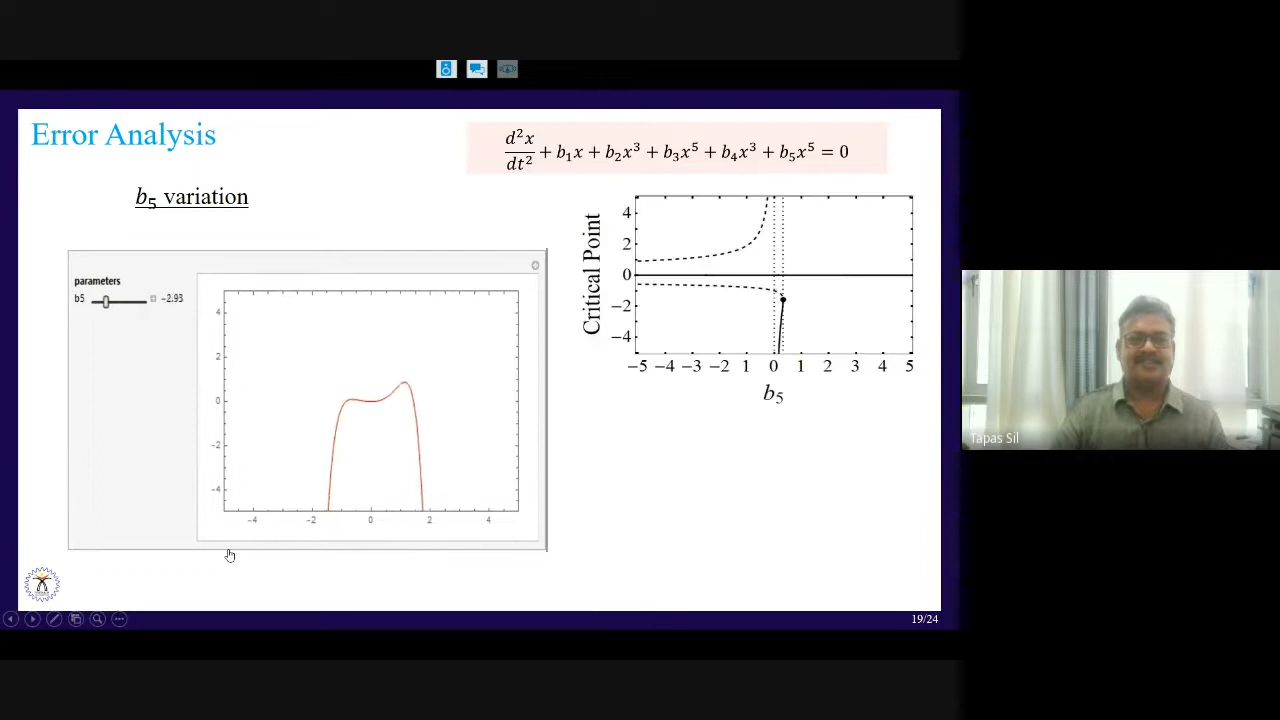 Error Analysis
d²x/dt² + b₁x + b₂x³ + b₃x⁵ + b₄x³ + b₅x⁵ = 0
b₅ variation
parameters
b5 −2.93
4
2
0
−2
−4
−4 −2 0 2 4
Critical Point
4
2
0
−2
−4
−5 −4 −3 −2 1 0 1 2 3 4 5
b₅
Tapas Sil
19/24